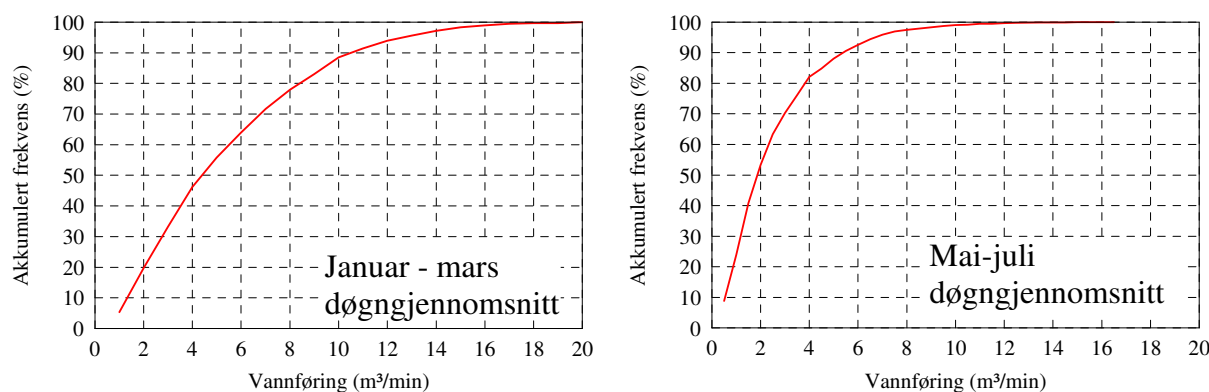 100
90
80
70
60
50
40
30
20
10
0
Akkumulert frekvens (%)
Januar - mars
døgngjennomsnitt
0 2 4 6 8 10 12 14 16 18 20
Vannføring (m³/min)
100
90
80
70
60
50
40
30
20
10
0
Akkumulert frekvens (%)
Mai-juli
døgngjennomsnitt
0 2 4 6 8 10 12 14 16 18 20
Vannføring (m³/min)